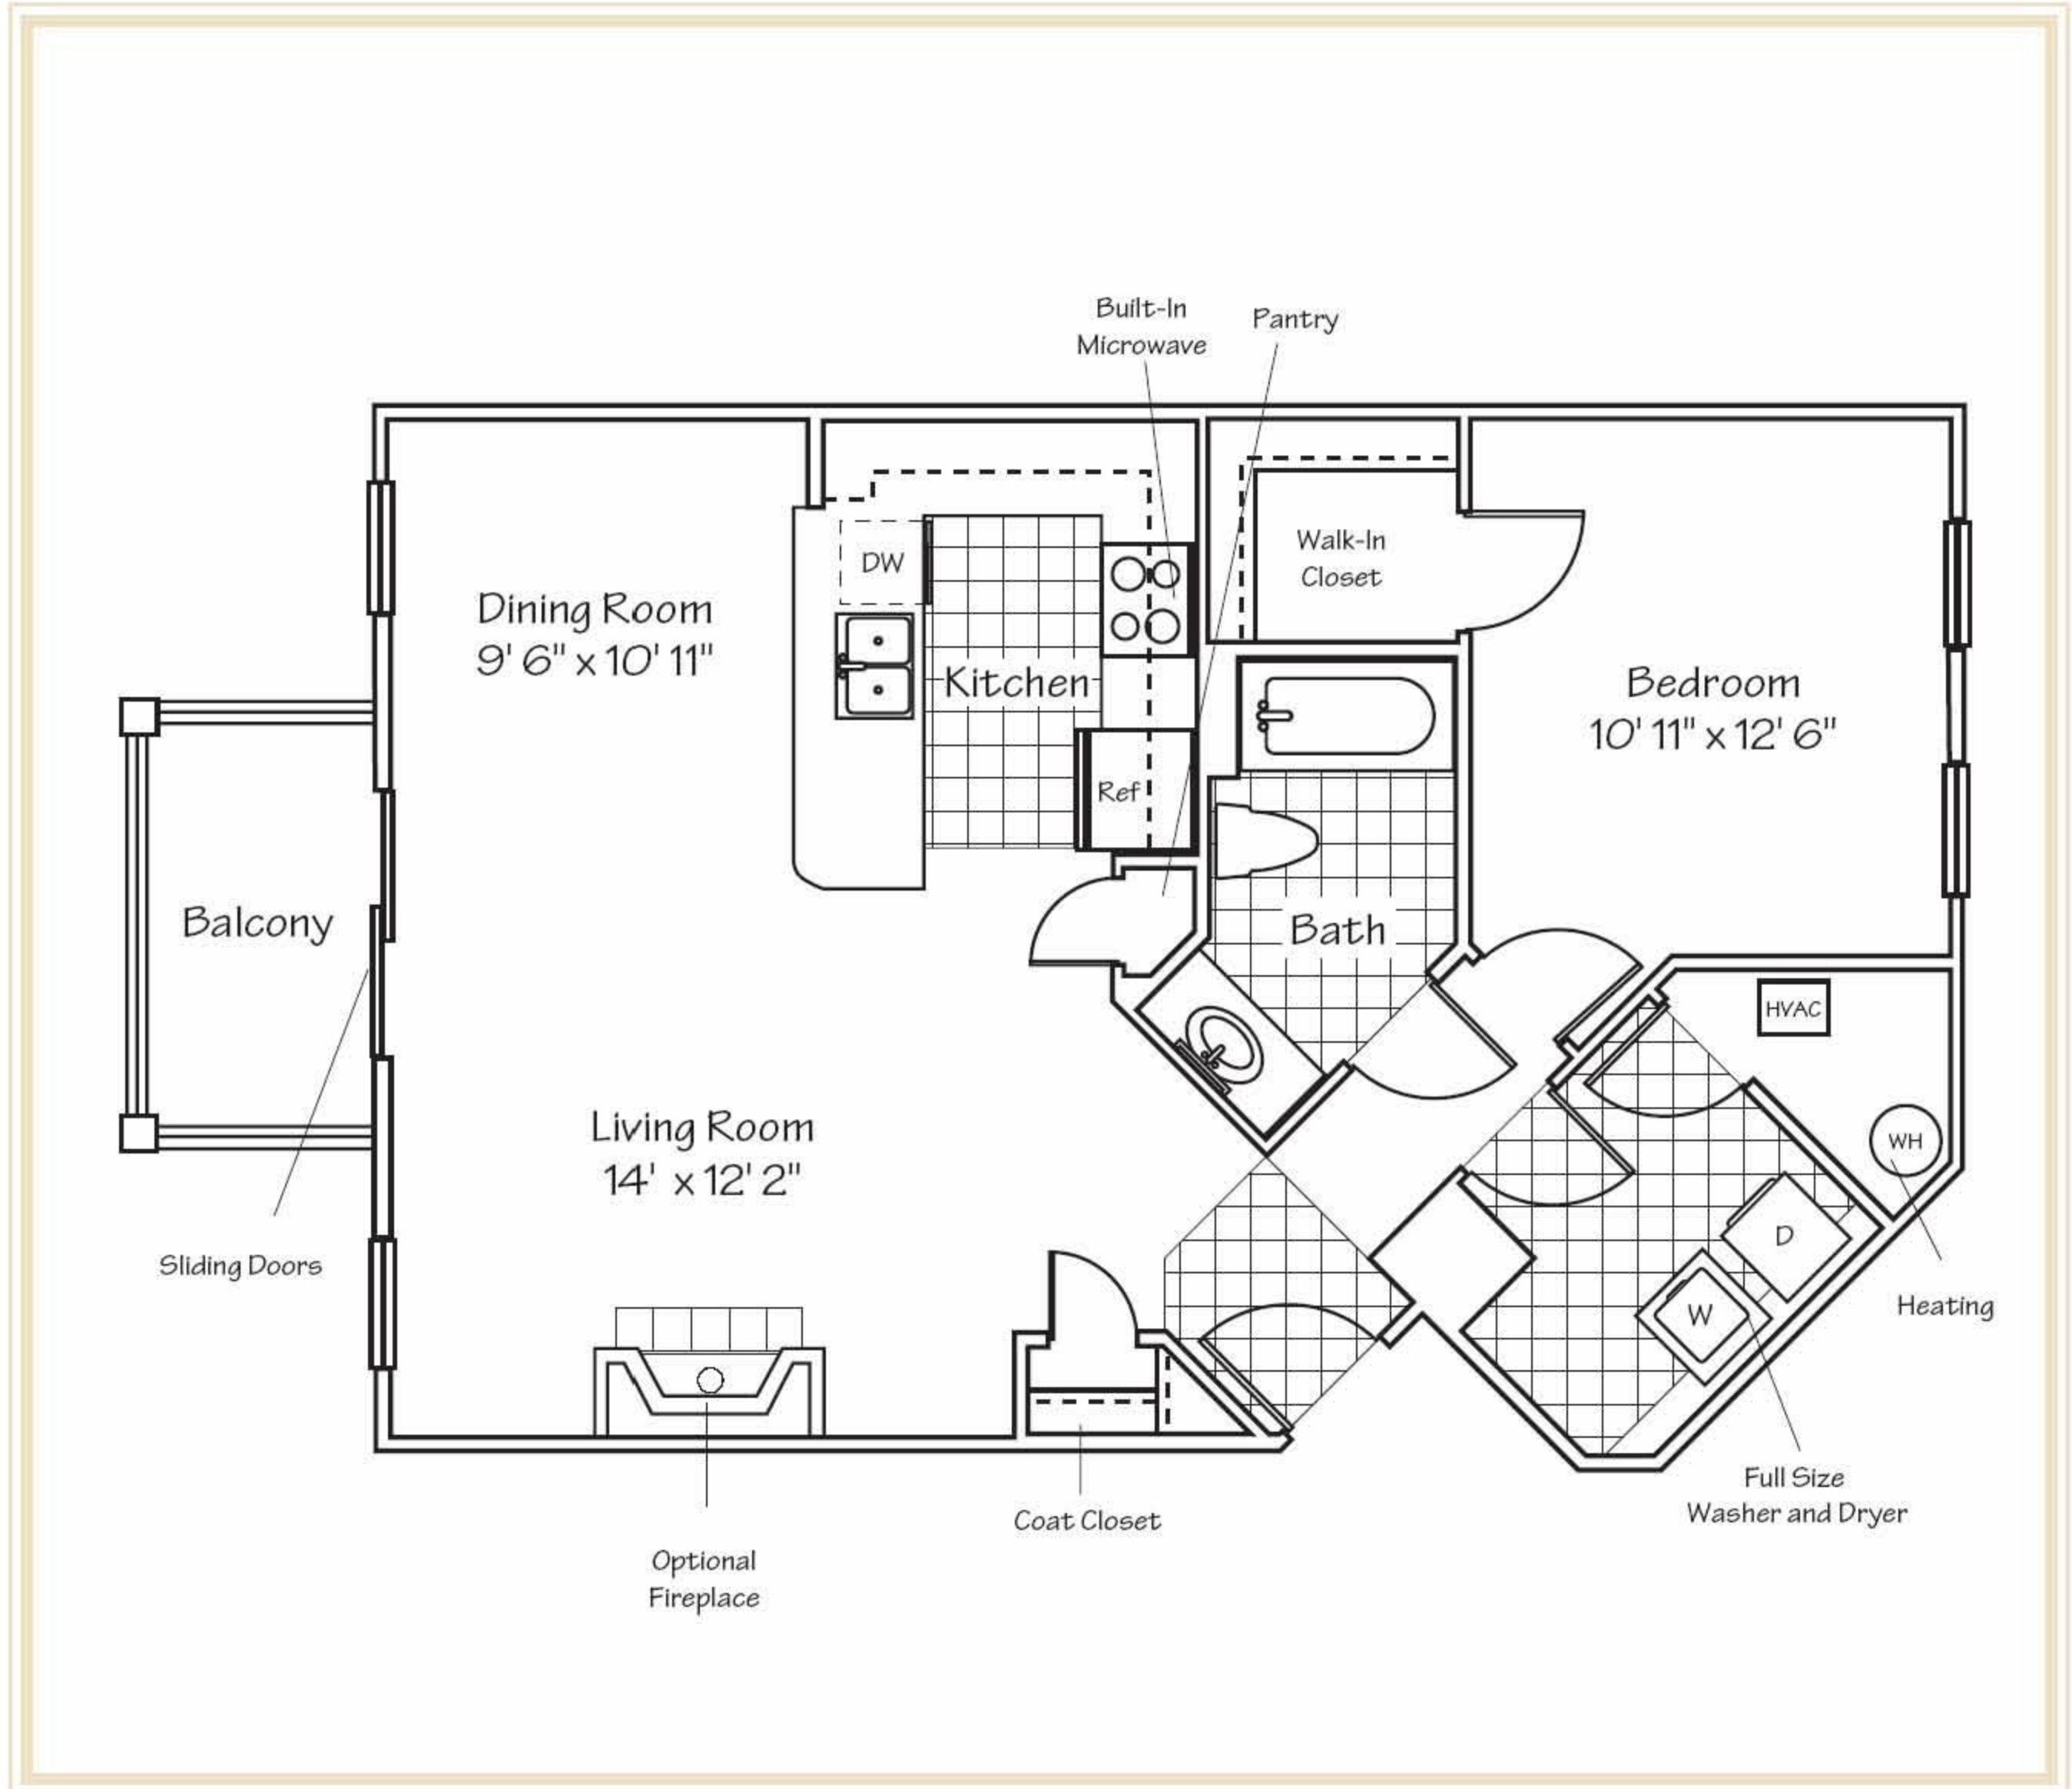 Built-In
Microwave
Pantry
Walk-In
Closet
DW
Dining Room
9' 6" x 10' 11"
Kitchen
Bedroom
10' 11" x 12' 6"
Ref
Balcony
Bath
HVAC
Living Room
14' x 12' 2"
WH
D
Sliding Doors
W
Heating
Full Size
Washer and Dryer
Coat Closet
Optional
Fireplace